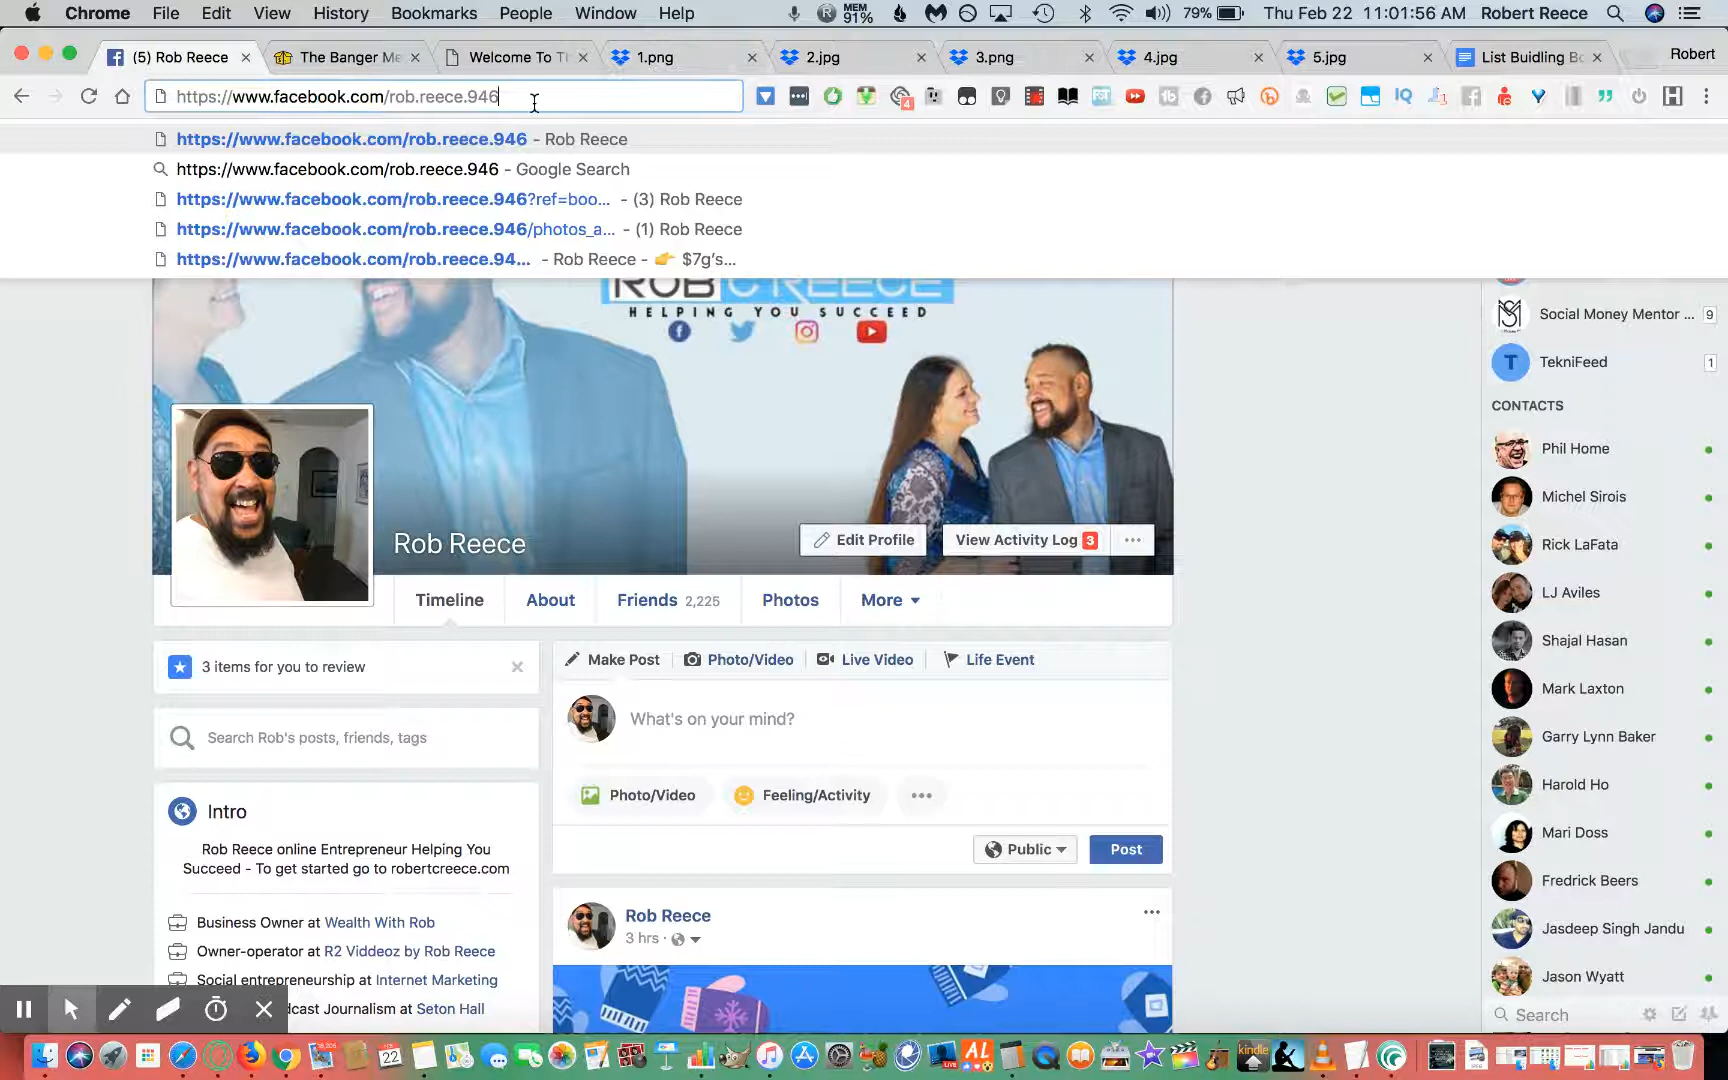 Chrome File Edit View History Bookmarks People Window Help MEM 91% 79% Thu Feb 22 11:01:56 AM Robert Reece
(5) Rob Reece The Banger Me Welcome To Th 1.png 2.jpg 3.png 4.jpg 5.jpg List Buidling Bo Robert
https://www.facebook.com/rob.reece.946
https://www.facebook.com/rob.reece.946 - Rob Reece
https://www.facebook.com/rob.reece.946 - Google Search
https://www.facebook.com/rob.reece.946?ref=boo... - (3) Rob Reece
https://www.facebook.com/rob.reece.946/photos_a... - (1) Rob Reece
https://www.facebook.com/rob.reece.94... - Rob Reece - 👉 $7g's...
ROB C REECE
HELPING YOU SUCCEED
Rob Reece
Edit Profile
View Activity Log 3
Timeline About Friends 2,225 Photos More
3 items for you to review
Search Rob's posts, friends, tags
Intro
Rob Reece online Entrepreneur Helping You
Succeed - To get started go to robertcreece.com
Business Owner at Wealth With Rob
Owner-operator at R2 Viddeoz by Rob Reece
Social entrepreneurship at Internet Marketing
dcast Journalism at Seton Hall
Make Post Photo/Video Live Video Life Event
What's on your mind?
Photo/Video Feeling/Activity
Public Post
Rob Reece
3 hrs
Social Money Mentor ... 9
TekniFeed 1
CONTACTS
Phil Home
Michel Sirois
Rick LaFata
LJ Aviles
Shajal Hasan
Mark Laxton
Garry Lynn Baker
Harold Ho
Mari Doss
Fredrick Beers
Jasdeep Singh Jandu
Jason Wyatt
Search